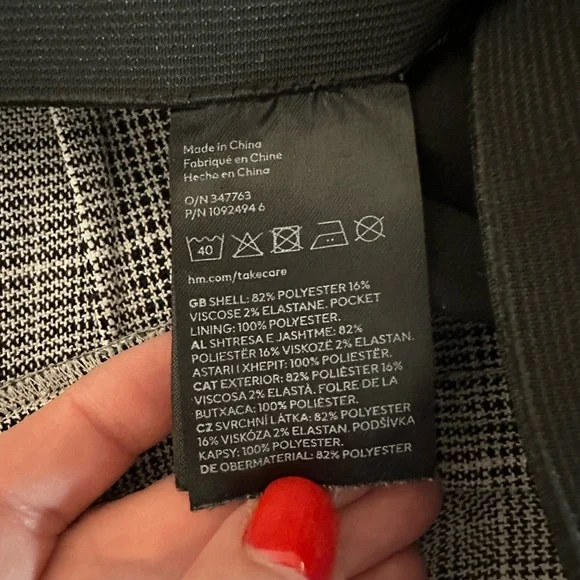 Made in China
Fabriqué en Chine
Hecho en China
O/N 347763
P/N 1092494 6
40
hm.com/takecare
GB SHELL: 82% POLYESTER 16%
VISCOSE 2% ELASTANE. POCKET
LINING: 100% POLYESTER.
AL SHTRESA E JASHTME: 82%
POLIESTËR 16% VISKOZË 2% ELASTAN.
ASTARI I XHEPIT: 100% POLIESTËR.
CAT EXTERIOR: 82% POLIÈSTER 16%
VISCOSA 2% ELASTÀ. FOLRE DE LA
BUTXACA: 100% POLIÈSTER.
CZ SVRCHNÍ LÁTKA: 82% POLYESTER
16% VISKÓZA 2% ELASTAN. PODŠÍVKA
KAPSY: 100% POLYESTER.
DE OBERMATERIAL: 82% POLYESTER